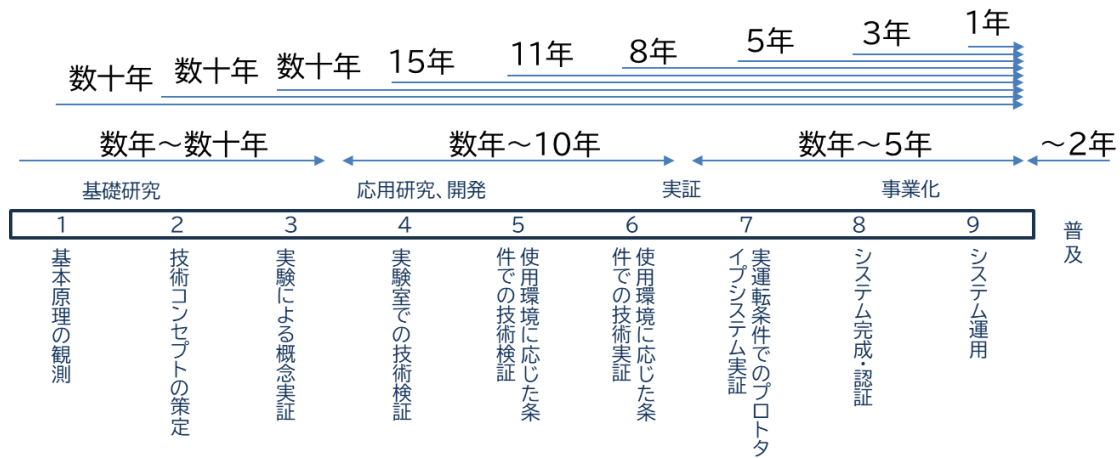 数十年
数十年
数十年
15年
11年
8年
5年
3年
1年
数年～数十年
数年～10年
数年～5年
～2年
基礎研究
応用研究、開発
実証
事業化
1
2
3
4
5
6
7
8
9
普及
基本原理の観測
技術コンセプトの策定
実験による概念実証
実験室での技術検証
使用環境に応じた条
件での技術検証
使用環境に応じた条
件での技術実証
実運転条件でのプロトタ
イプシステム実証
システム完成・認証
システム運用